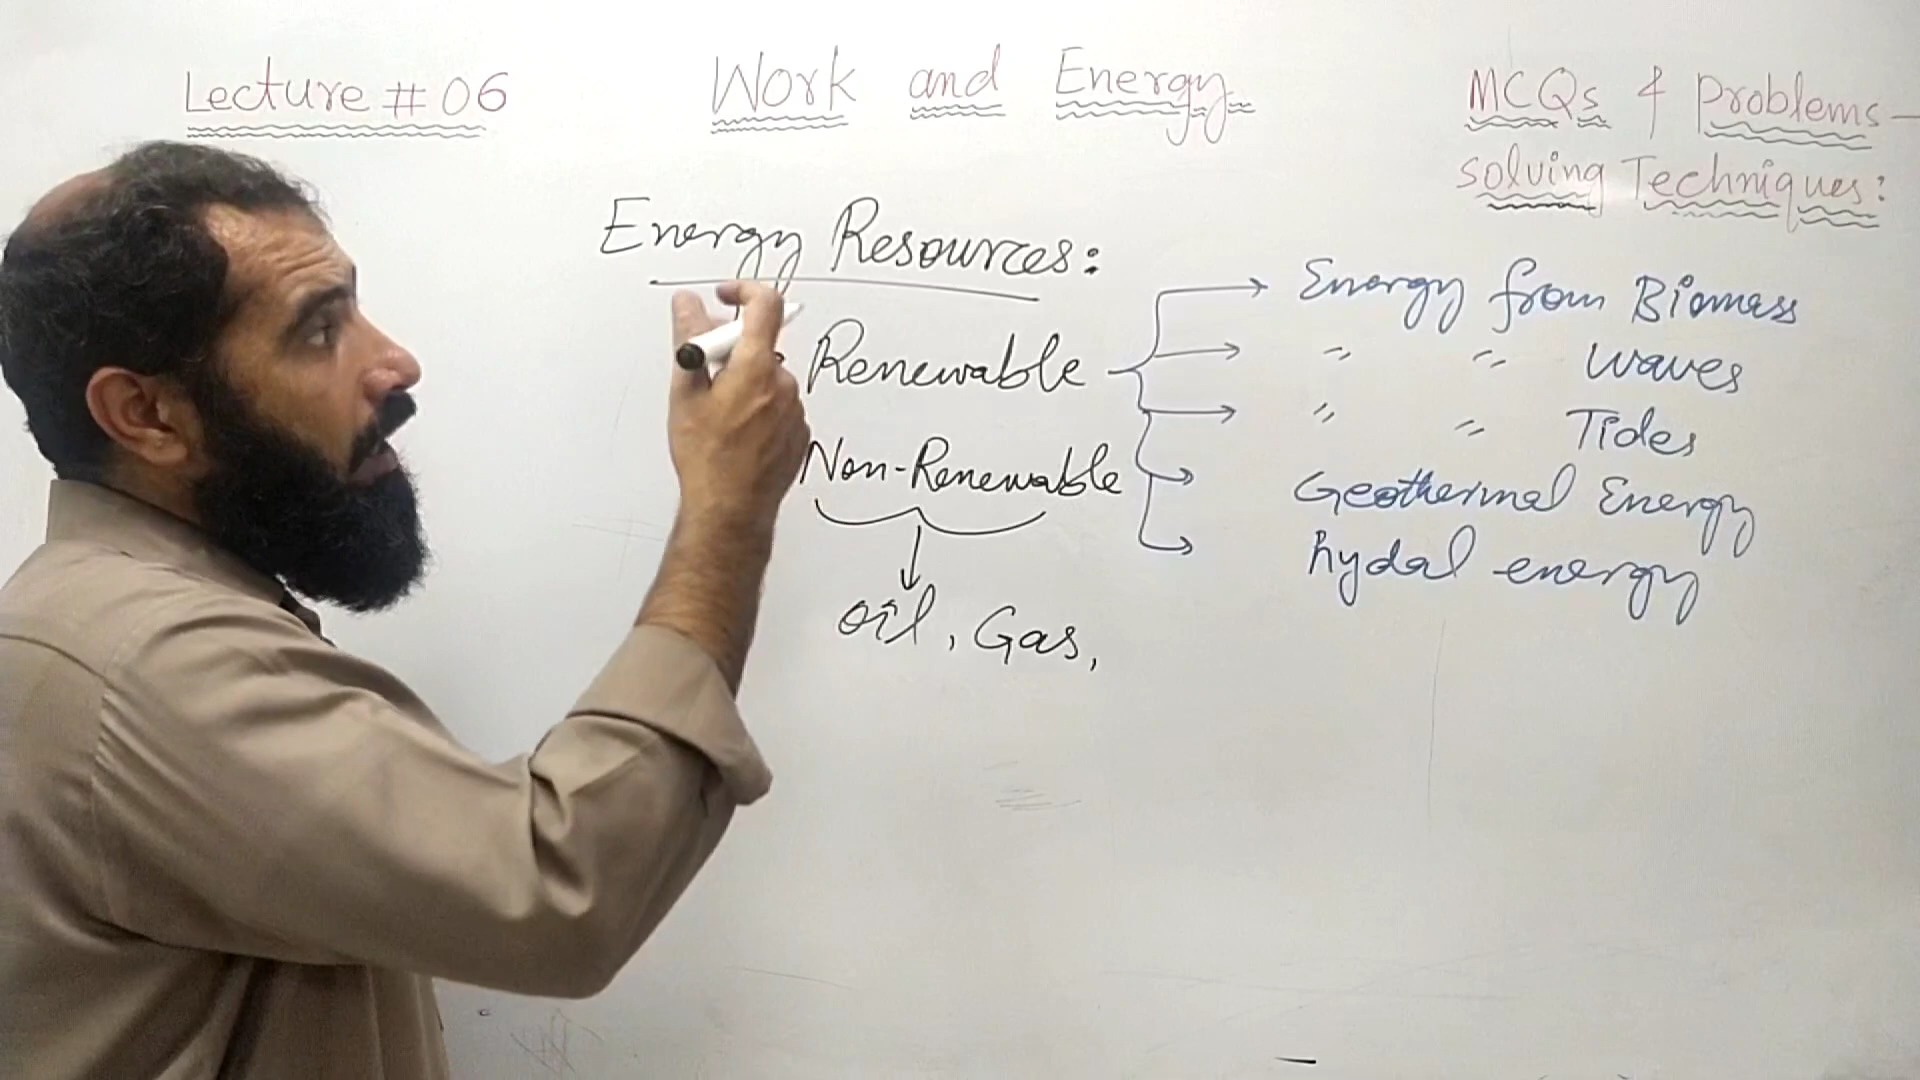 Lecture # 06
Work and Energy
MCQs & Problems-
solving Techniques:
Energy Resources:
Renewable
Non-Renewable
Oil, Gas,
Energy from Biomass
" " Waves
" " Tides
Geothermal Energy
hydal energy